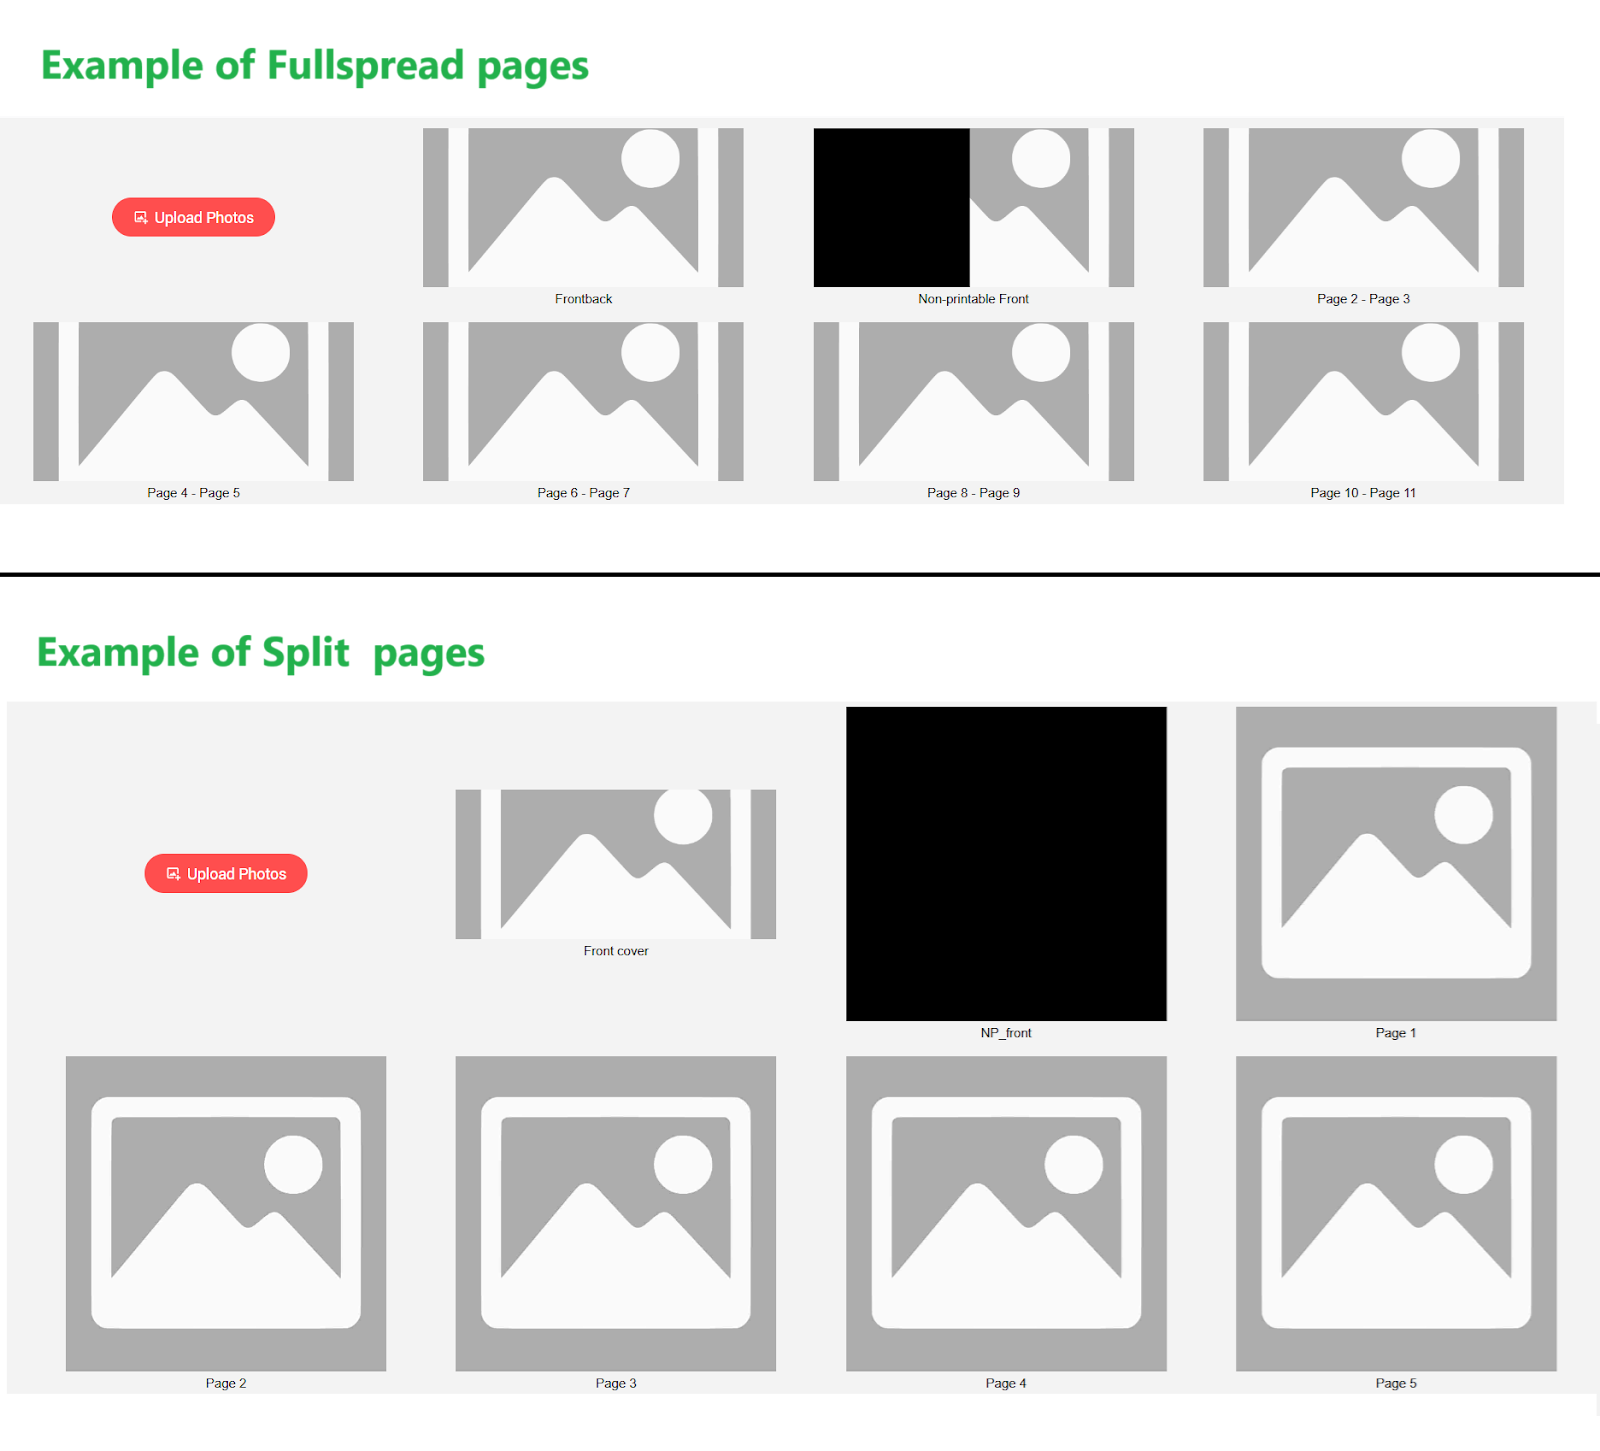 Example of Fullspread pages
Upload Photos
Frontback
Non-printable Front
Page 2 - Page 3
Page 4 - Page 5
Page 6 - Page 7
Page 8 - Page 9
Page 10 - Page 11
Example of Split  pages
Upload Photos
Front cover
NP_front
Page 1
Page 2
Page 3
Page 4
Page 5